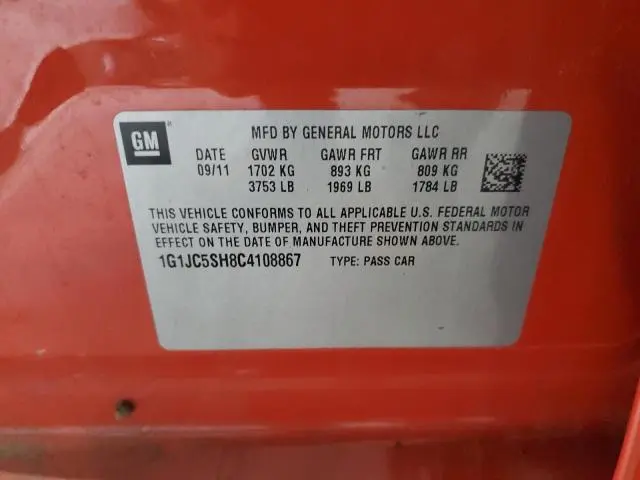 GM
MFD BY GENERAL MOTORS LLC
DATE GVWR GAWR FRT GAWR RR
09/11 1702 KG 893 KG 809 KG
3753 LB 1969 LB 1784 LB
THIS VEHICLE CONFORMS TO ALL APPLICABLE U.S. FEDERAL MOTOR
VEHICLE SAFETY, BUMPER, AND THEFT PREVENTION STANDARDS IN
EFFECT ON THE DATE OF MANUFACTURE SHOWN ABOVE.
1G1JC5SH8C4108867 TYPE: PASS CAR